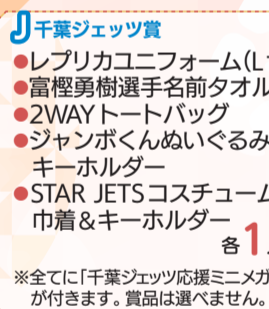 J千葉ジェッツ賞
●レプリカユニフォーム(L
●富樫勇樹選手名前タオル
●2WAYトートバッグ
●ジャンボくんぬいぐるみ
キーホルダー
●STAR JETSコスチューム
巾着&キーホルダー
各1
※全てに「千葉ジェッツ応援ミニメガ
が付きます。賞品は選べません。